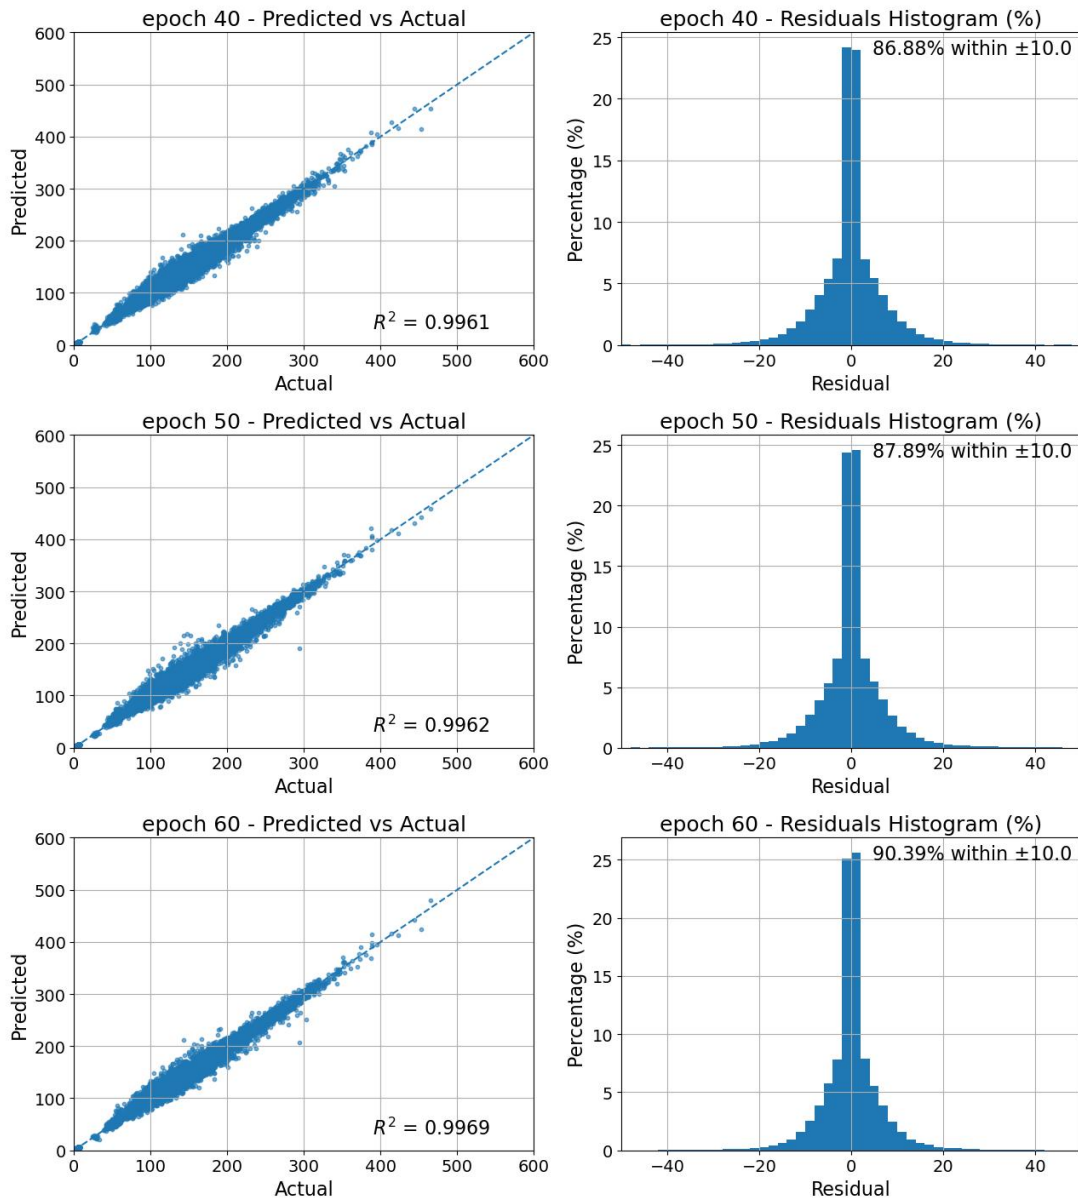 epoch 40 - Predicted vs Actual
600
500
400
300
200
100
0
Predicted
R² = 0.9961
0 100 200 300 400 500 600
Actual
epoch 40 - Residuals Histogram (%)
86.88% within ±10.0
25
20
15
10
5
0
Percentage (%)
−40 −20 0 20 40
Residual
epoch 50 - Predicted vs Actual
600
500
400
300
200
100
0
Predicted
R² = 0.9962
0 100 200 300 400 500 600
Actual
epoch 50 - Residuals Histogram (%)
87.89% within ±10.0
25
20
15
10
5
0
Percentage (%)
−40 −20 0 20 40
Residual
epoch 60 - Predicted vs Actual
600
500
400
300
200
100
0
Predicted
R² = 0.9969
0 100 200 300 400 500 600
Actual
epoch 60 - Residuals Histogram (%)
90.39% within ±10.0
25
20
15
10
5
0
Percentage (%)
−40 −20 0 20 40
Residual